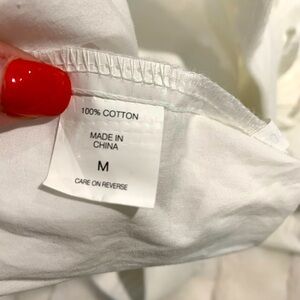 100% COTTON
MADE IN
CHINA
M
CARE ON REVERSE